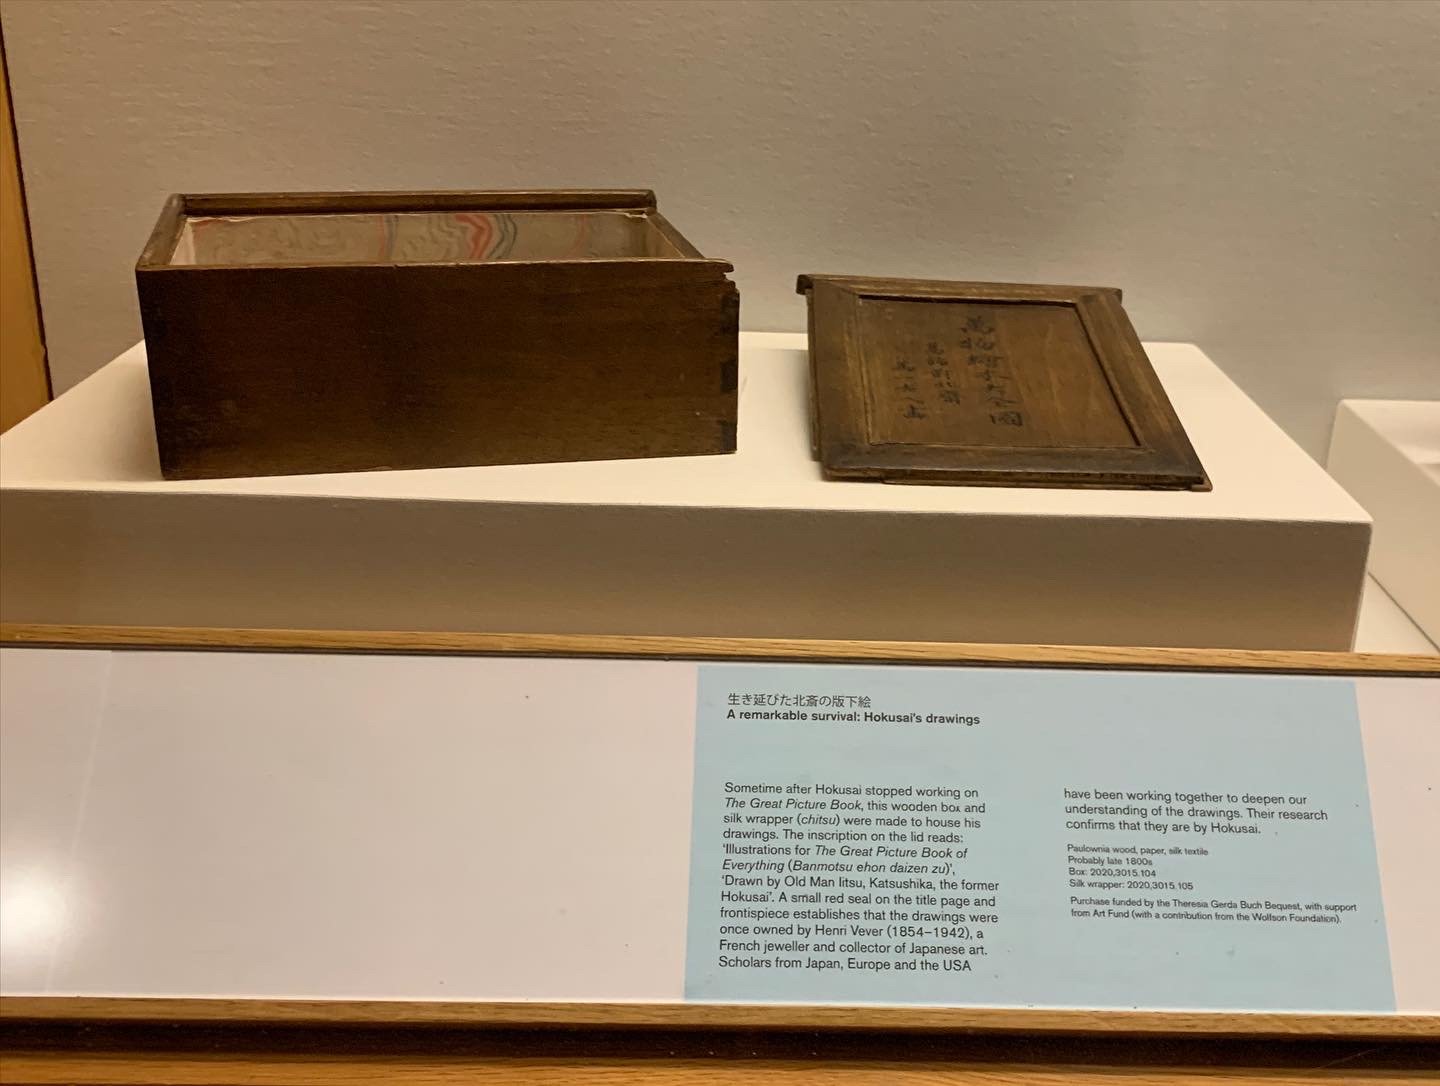 生き延びた北斎の版下絵
A remarkable survival: Hokusai's drawings
Sometime after Hokusai stopped working on
The Great Picture Book, this wooden box and
silk wrapper (chitsu) were made to house his
drawings. The inscription on the lid reads:
'Illustrations for The Great Picture Book of
Everything (Banmotsu ehon daizen zu)',
'Drawn by Old Man Iitsu, Katsushika, the former
Hokusai'. A small red seal on the title page and
frontispiece establishes that the drawings were
once owned by Henri Vever (1854–1942), a
French jeweller and collector of Japanese art.
Scholars from Japan, Europe and the USA
have been working together to deepen our
understanding of the drawings. Their research
confirms that they are by Hokusai.
Paulownia wood, paper, silk textile
Probably late 1800s
Box: 2020,3015.104
Silk wrapper: 2020,3015.105
Purchase funded by the Theresia Gerda Buch Bequest, with support
from Art Fund (with a contribution from the Wolfson Foundation).